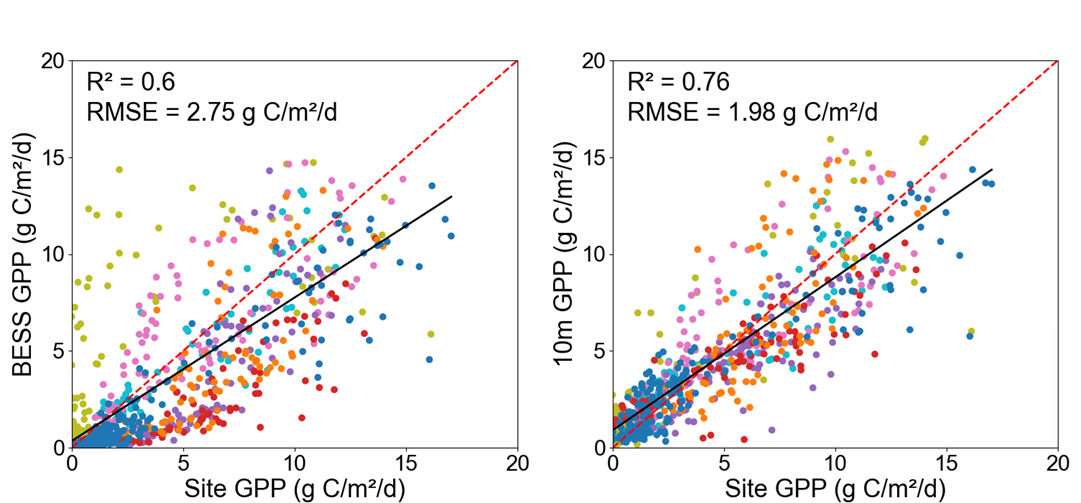 R² = 0.6
RMSE = 2.75 g C/m²/d
BESS GPP (g C/m²/d)
20
15
10
5
0
0 5 10 15 20
Site GPP (g C/m²/d)
R² = 0.76
RMSE = 1.98 g C/m²/d
10m GPP (g C/m²/d)
20
15
10
5
0
0 5 10 15 20
Site GPP (g C/m²/d)